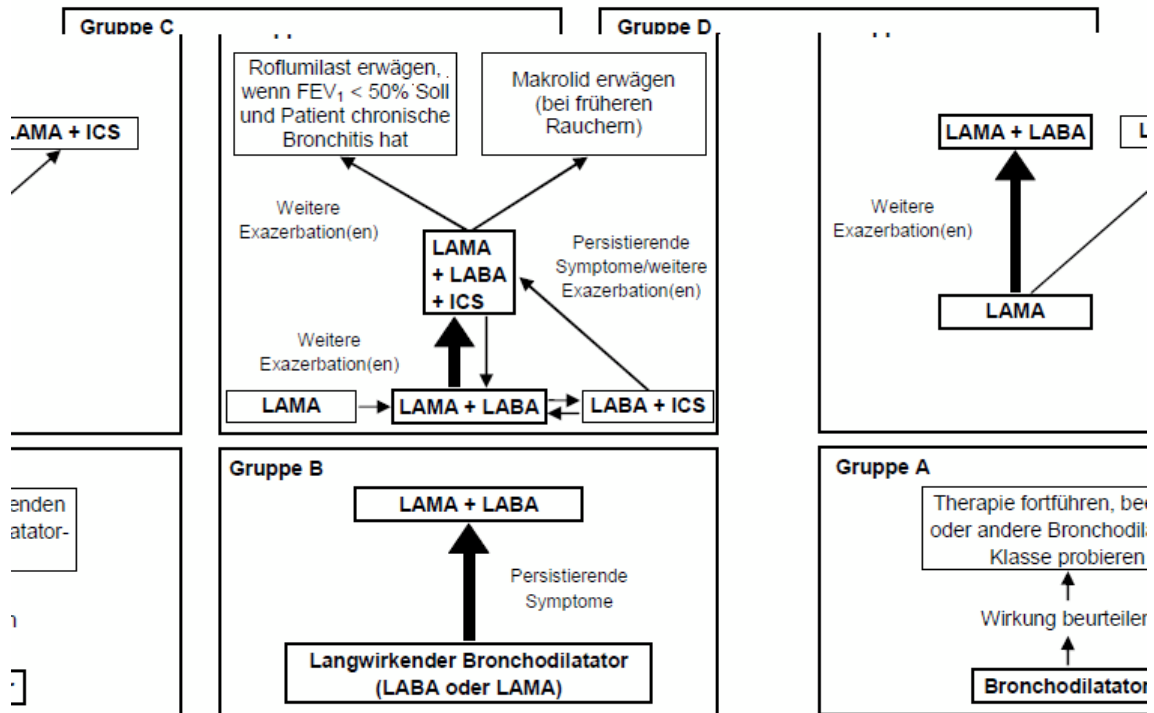 Gruppe C
Gruppe D
Roflumilast erwägen,
wenn FEV₁ < 50% Soll
und Patient chronische
Bronchitis hat
Makrolid erwägen
(bei früheren
Rauchern)
LAMA + ICS
LAMA + LABA
Weitere
Exazerbation(en)
LAMA
+ LABA
+ ICS
Persistierende
Symptome/weitere
Exazerbation(en)
Weitere
Exazerbation(en)
LAMA
Weitere
Exazerbation(en)
LAMA
LAMA + LABA
LABA + ICS
Gruppe B
Gruppe A
enden
atator-
LAMA + LABA
Therapie fortführen,
oder andere
Klasse probieren
Persistierende
Symptome
Wirkung beurteilen
Langwirkender Bronchodilatator
(LABA oder LAMA)
Bronchodilatator